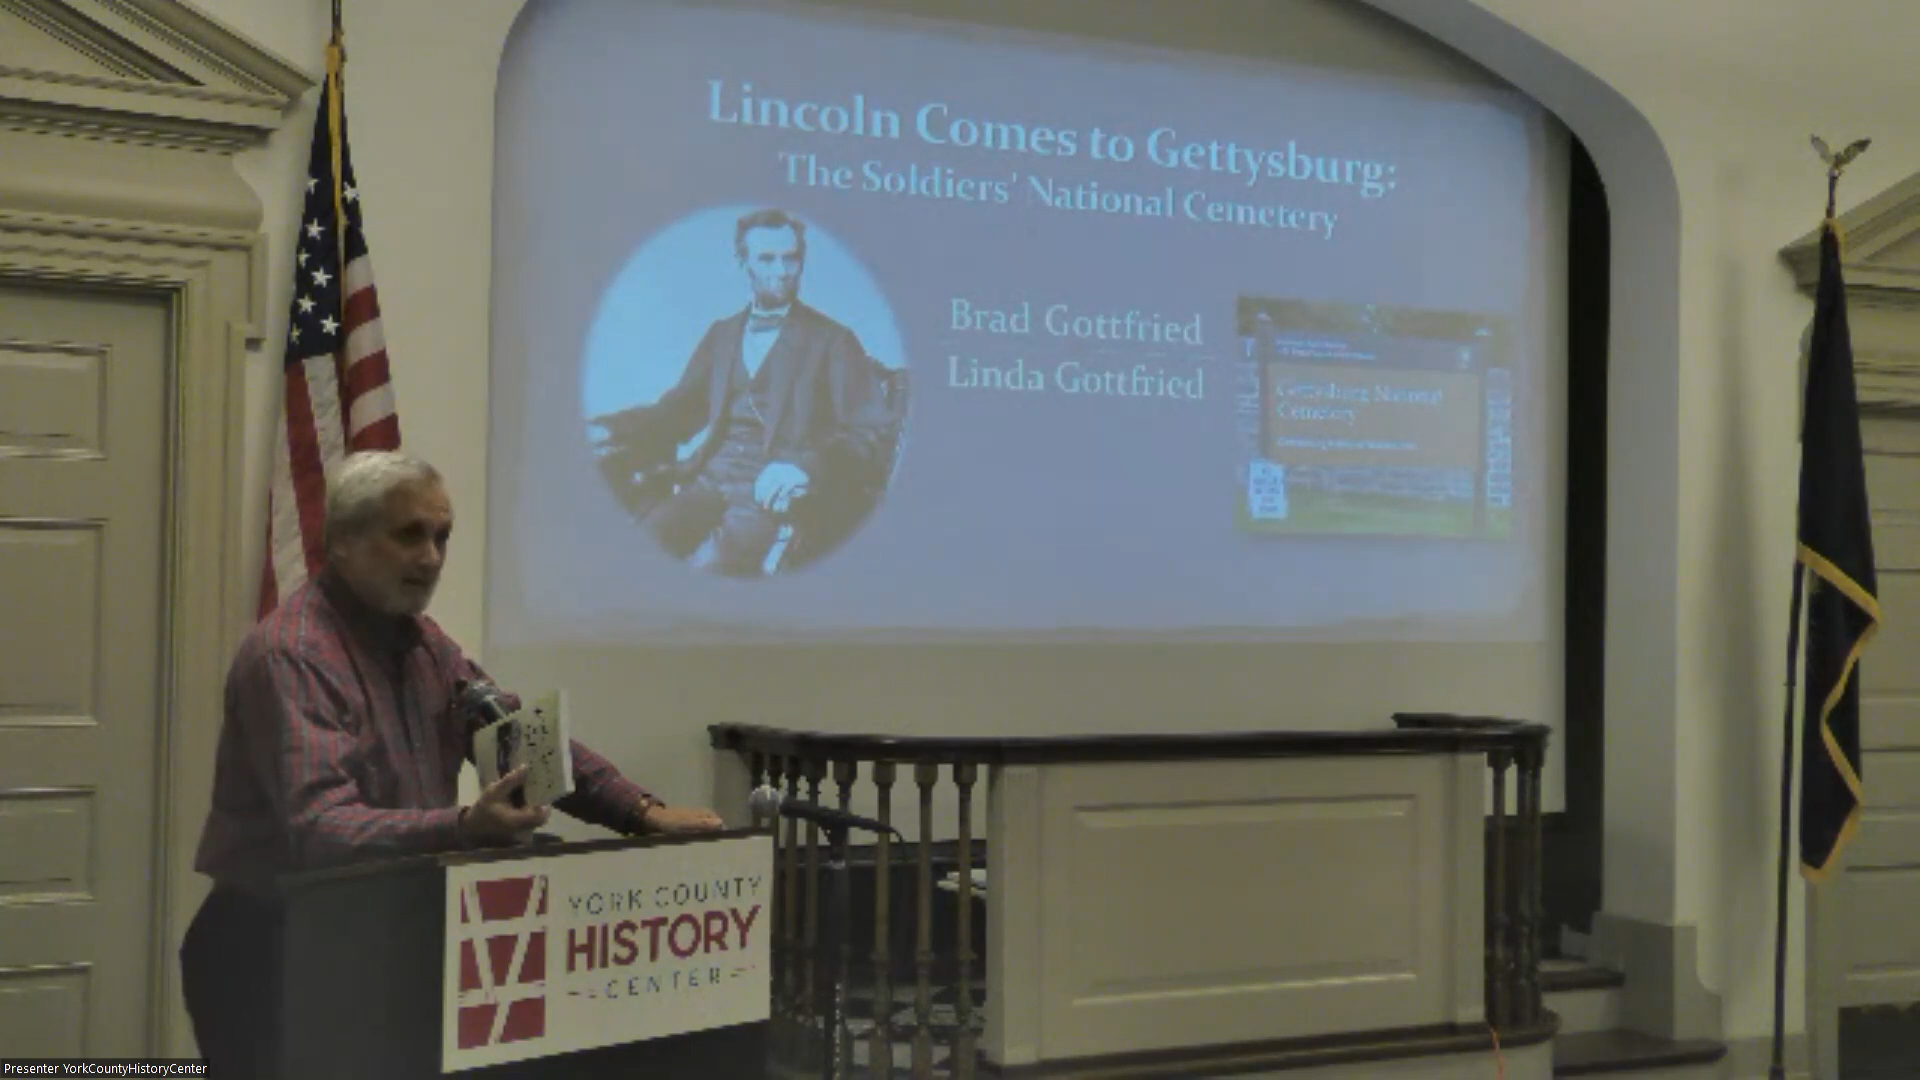 Lincoln Comes to Gettysburg:
The Soldiers' National Cemetery
Brad Gottfried
Linda Gottfried
Gettysburg National
Cemetery
YORK COUNTY
HISTORY
CENTER
Presenter YorkCountyHistoryCenter